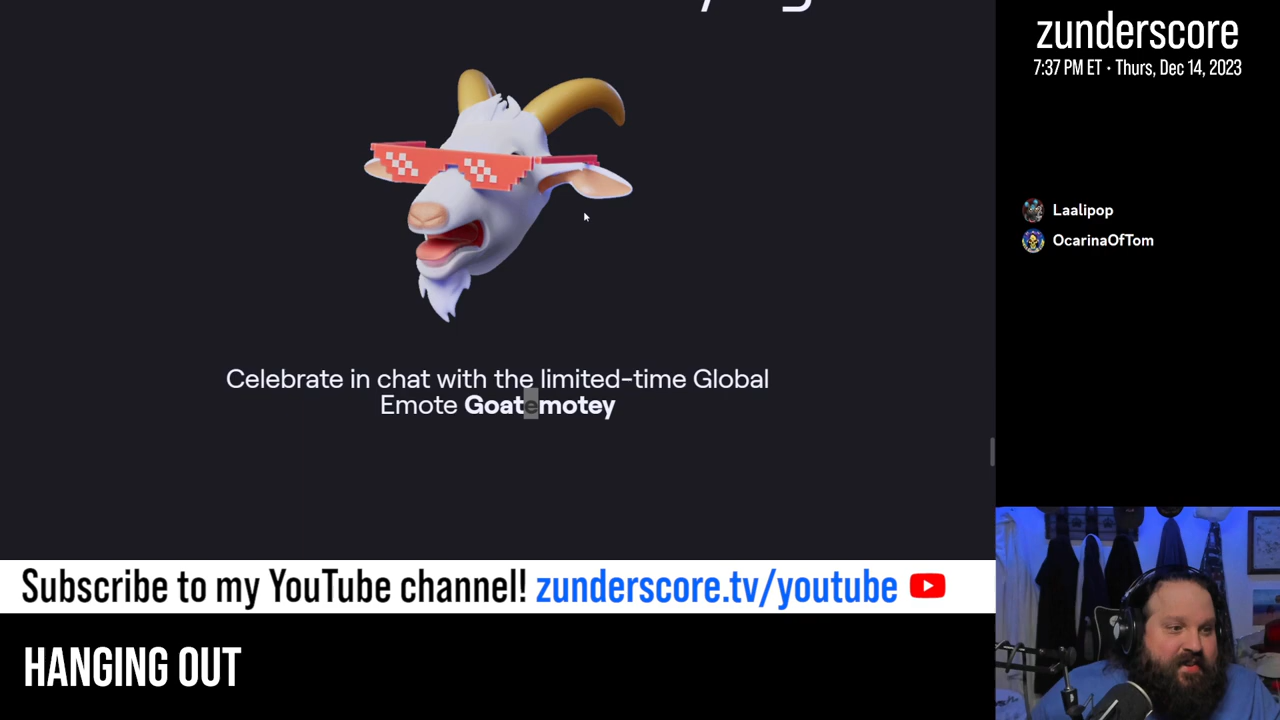 Celebrate in chat with the limited-time Global
Emote Goatemotey
zunderscore
7:37 PM ET • Thurs, Dec 14, 2023
Laalipop
OcarinaOfTom
Subscribe to my YouTube channel! zunderscore.tv/youtube
HANGING OUT